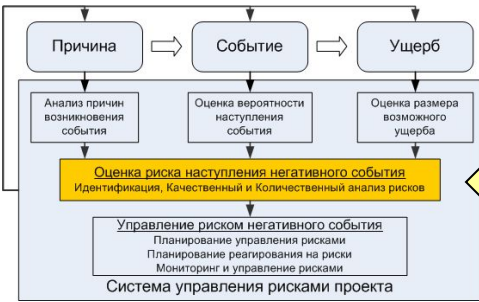 Причина
Событие
Ущерб
Анализ причин
возникновения
события
Оценка вероятности
наступления
события
Оценка размера
возможного
ущерба
Оценка риска наступления негативного события
Идентификация, Качественный и Количественный анализ рисков
Управление риском негативного события
Планирование управления рисками
Планирование реагирования на риски
Мониторинг и управление рисками
Система управления рисками проекта